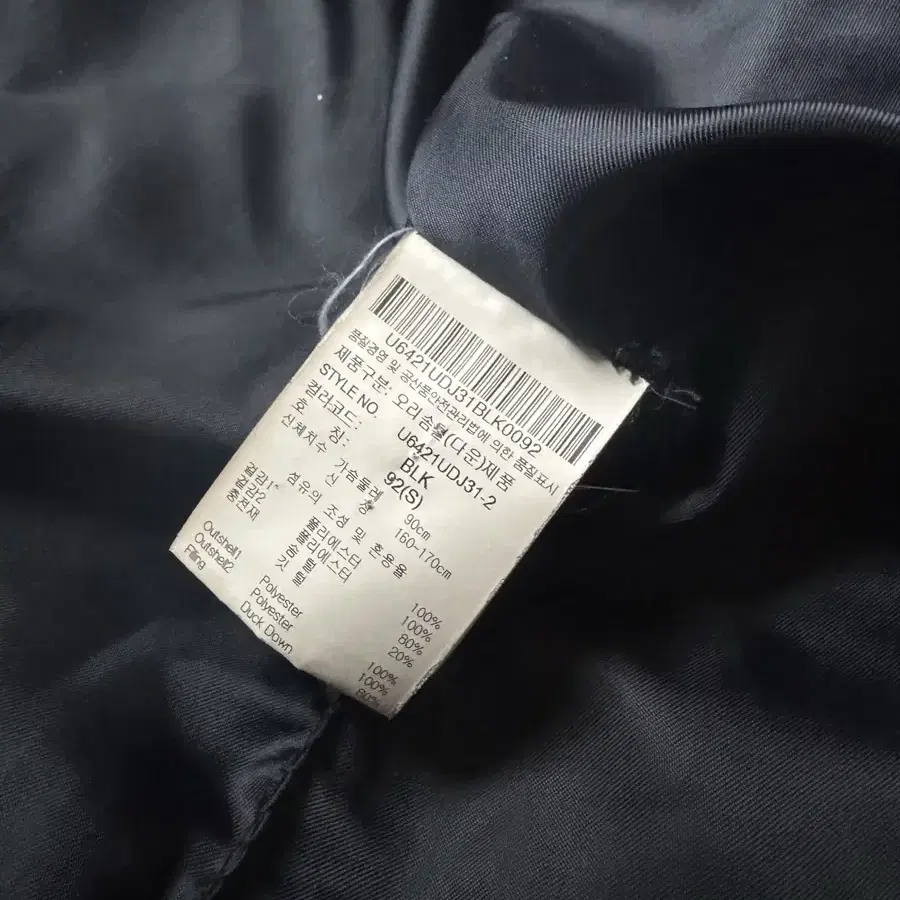 U6421UDJ31BLK0092
품질경영 및 공산품안전관리법에 의한 품질표시
제품구분: 오리솜털(다운)제품
STYLE NO. U6421UDJ31-2
컬러코드: BLK
호 칭: 92(S)
신체치수 가슴둘레 90cm
신 장 160-170cm
섬유의 조성 및 혼용율
겉감1 폴리에스터 100%
겉감2 폴리에스터 100%
충전재 솜털 80%
깃털 20%
Outshell1 Polyester 100%
Outshell2 Polyester 100%
Filling Duck Down 80%